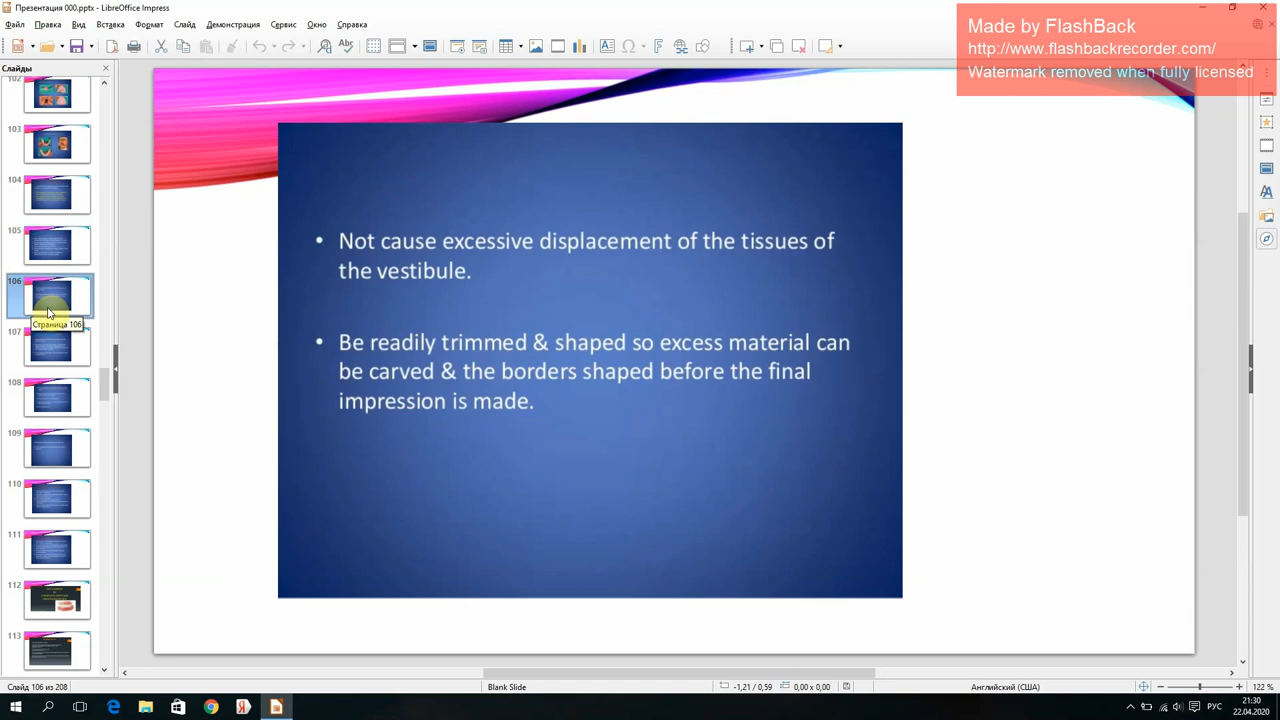 Презентация 000.pptx - LibreOffice Impress
Файл Правка Вид Вставка Формат Слайд Демонстрация Сервис Окно Справка
Made by FlashBack
http://www.flashbackrecorder.com/
Watermark removed when fully licensed
Слайды
102
103
104
105
106
Страница 106
107
108
109
110
111
112
113
• Not cause excessive displacement of the tissues of
the vestibule.
• Be readily trimmed & shaped so excess material can
be carved & the borders shaped before the final
impression is made.
Слайд 106 из 208
Blank Slide
-1,21 / 0,59
0,00 x 0,00
Английский (США)
122 %
РУС
21:30
22.04.2020